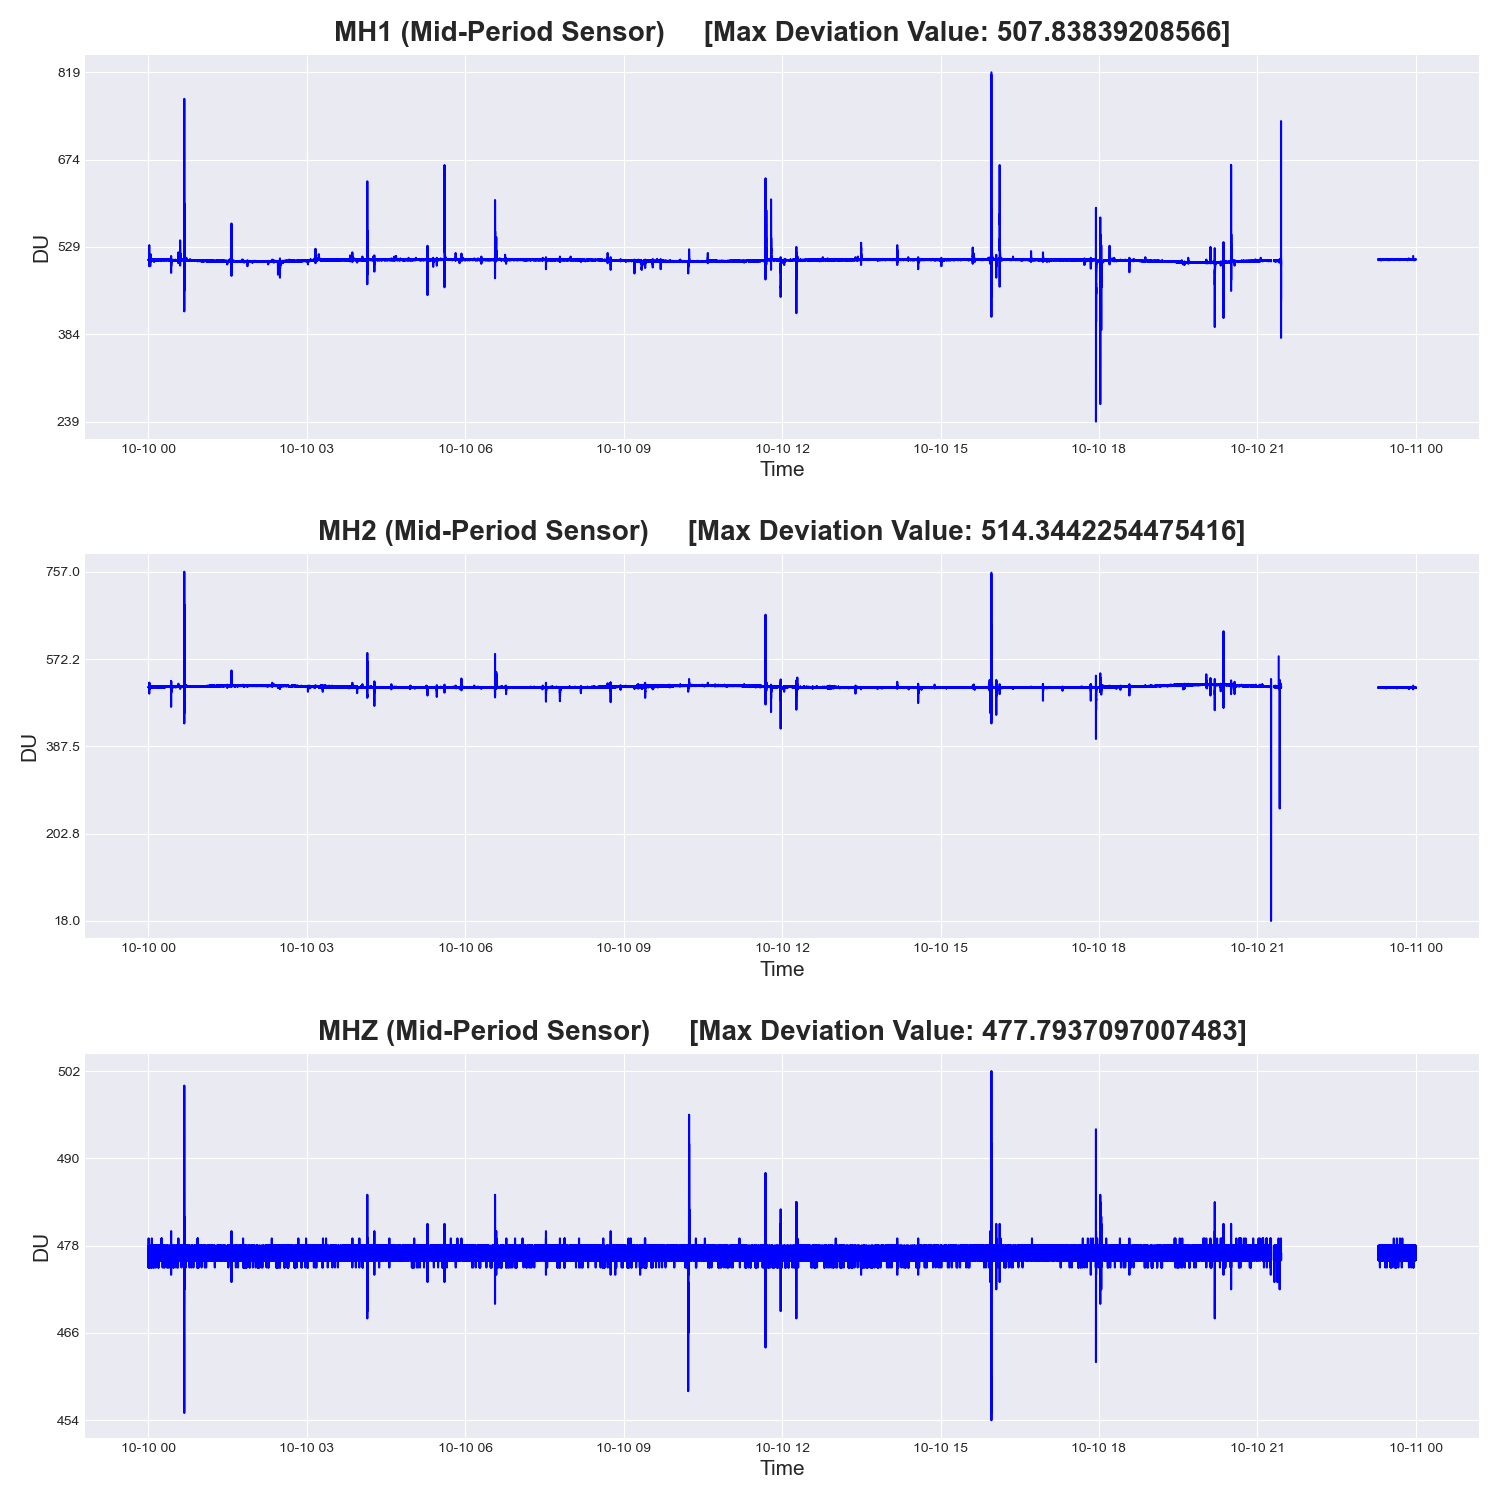 MH1 (Mid-Period Sensor) [Max Deviation Value: 507.83839208566]
819
674
529
384
239
DU
10-10 00 10-10 03 10-10 06 10-10 09 10-10 12 10-10 15 10-10 18 10-10 21 10-11 00
Time
MH2 (Mid-Period Sensor) [Max Deviation Value: 514.3442254475416]
757.0
572.2
387.5
202.8
18.0
DU
10-10 00 10-10 03 10-10 06 10-10 09 10-10 12 10-10 15 10-10 18 10-10 21 10-11 00
Time
MHZ (Mid-Period Sensor) [Max Deviation Value: 477.7937097007483]
502
490
478
466
454
DU
10-10 00 10-10 03 10-10 06 10-10 09 10-10 12 10-10 15 10-10 18 10-10 21 10-11 00
Time